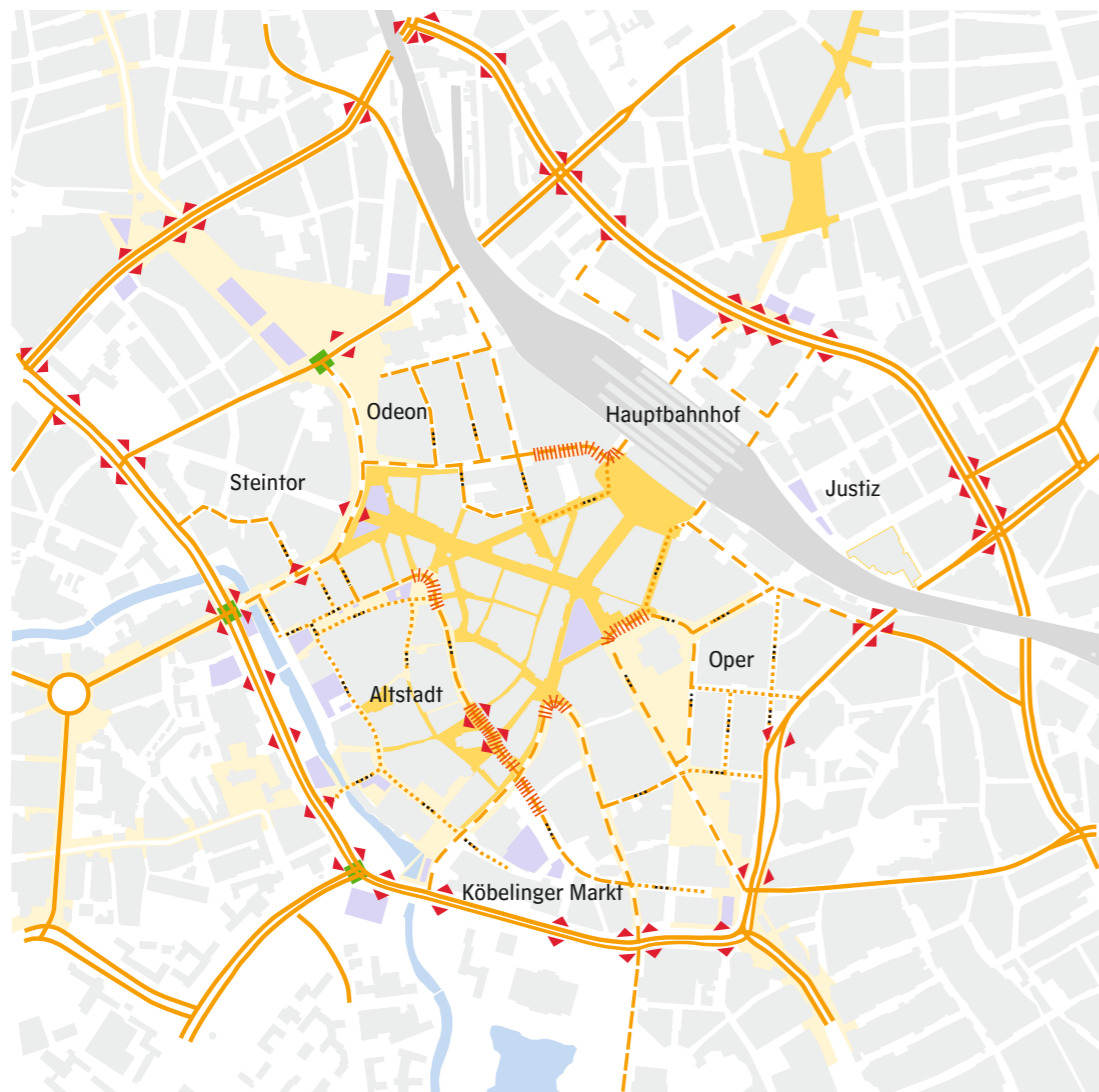 Odeon
Hauptbahnhof
Steintor
Justiz
Oper
Altstadt
Köbelinger Markt